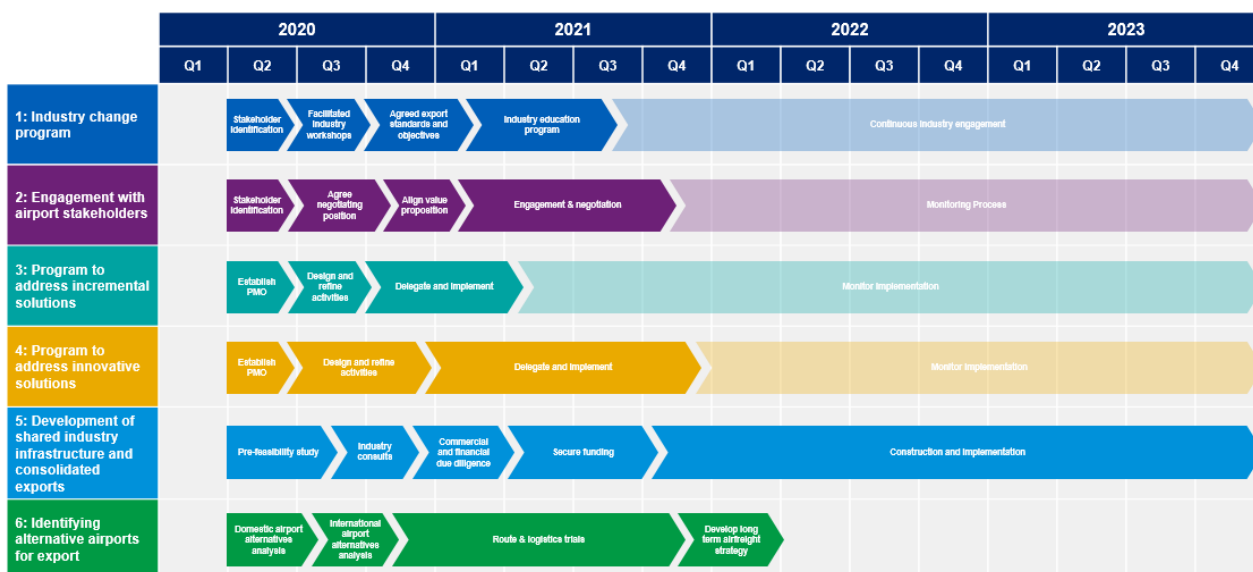 2020 2021 2022 2023
Q1 Q2 Q3 Q4 Q1 Q2 Q3 Q4 Q1 Q2 Q3 Q4 Q1 Q2 Q3 Q4
1: Industry change
program
Stakeholder
Identification
Facilitated
industry
workshops
Agreed export
standards and
objectives
Industry education
program
Continuous industry engagement
2: Engagement with
airport stakeholders
Stakeholder
Identification
Agree
negotiating
position
Align value
proposition
Engagement & negotiation
Monitoring Process
3: Program to
address incremental
solutions
Establish
PMO
Design and
refine
activities
Delegate and implement
Monitor Implementation
4: Program to
address innovative
solutions
Establish
PMO
Design and refine
activities
Delegate and implement
Monitor Implementation
5: Development of
shared industry
infrastructure and
consolidated
exports
Pre-feasibility study
Industry
consults
Commercial
and financial
due diligence
Secure funding
Construction and implementation
6: Identifying
alternative airports
for export
Domestic airport
alternatives
analysis
International
airport
alternatives
analysis
Route & logistics trials
Develop long
term airfreight
strategy